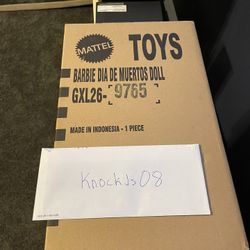 MATTEL
TOYS
BARBIE DIA DE MUERTOS DOLL
GXL26-9765
MADE IN INDONESIA - 1 PIECE
KnockJs08